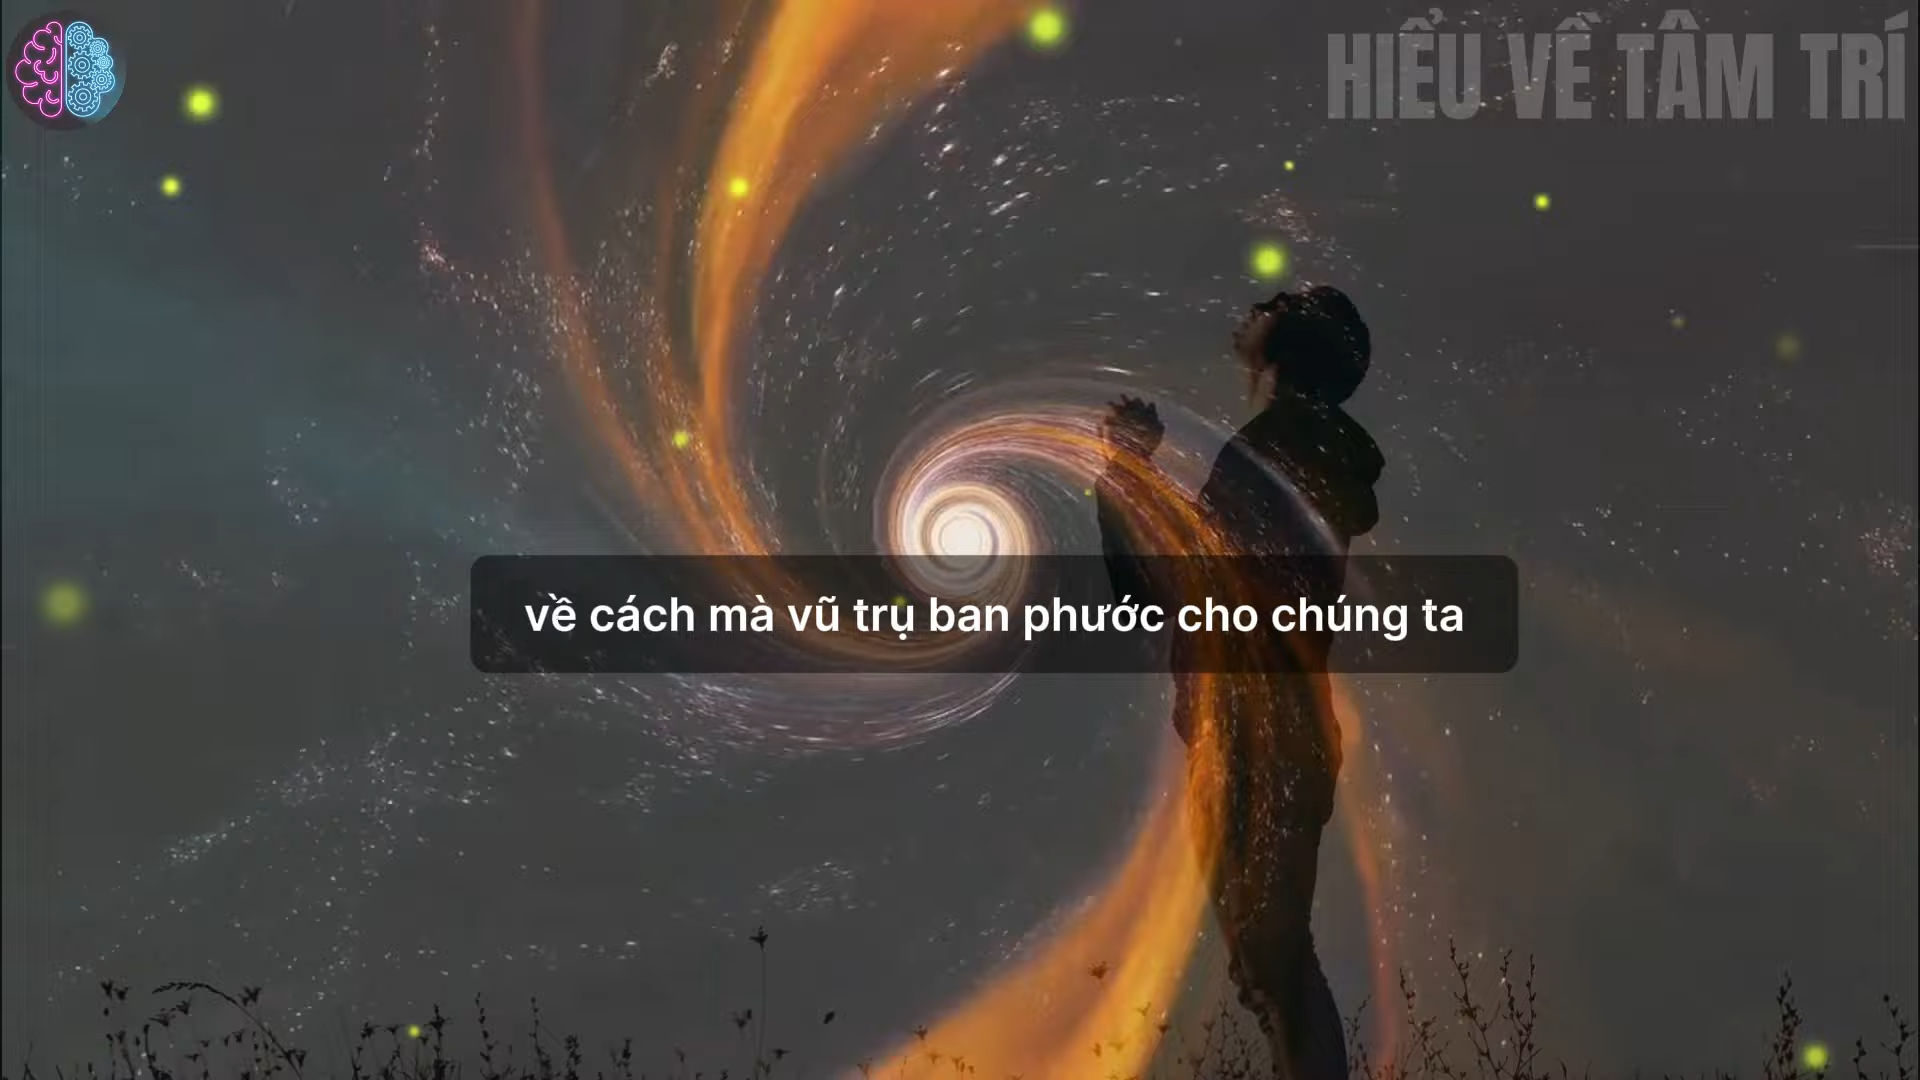 HIỂU VỀ TÂM TRÍ
về cách mà vũ trụ ban phước cho chúng ta